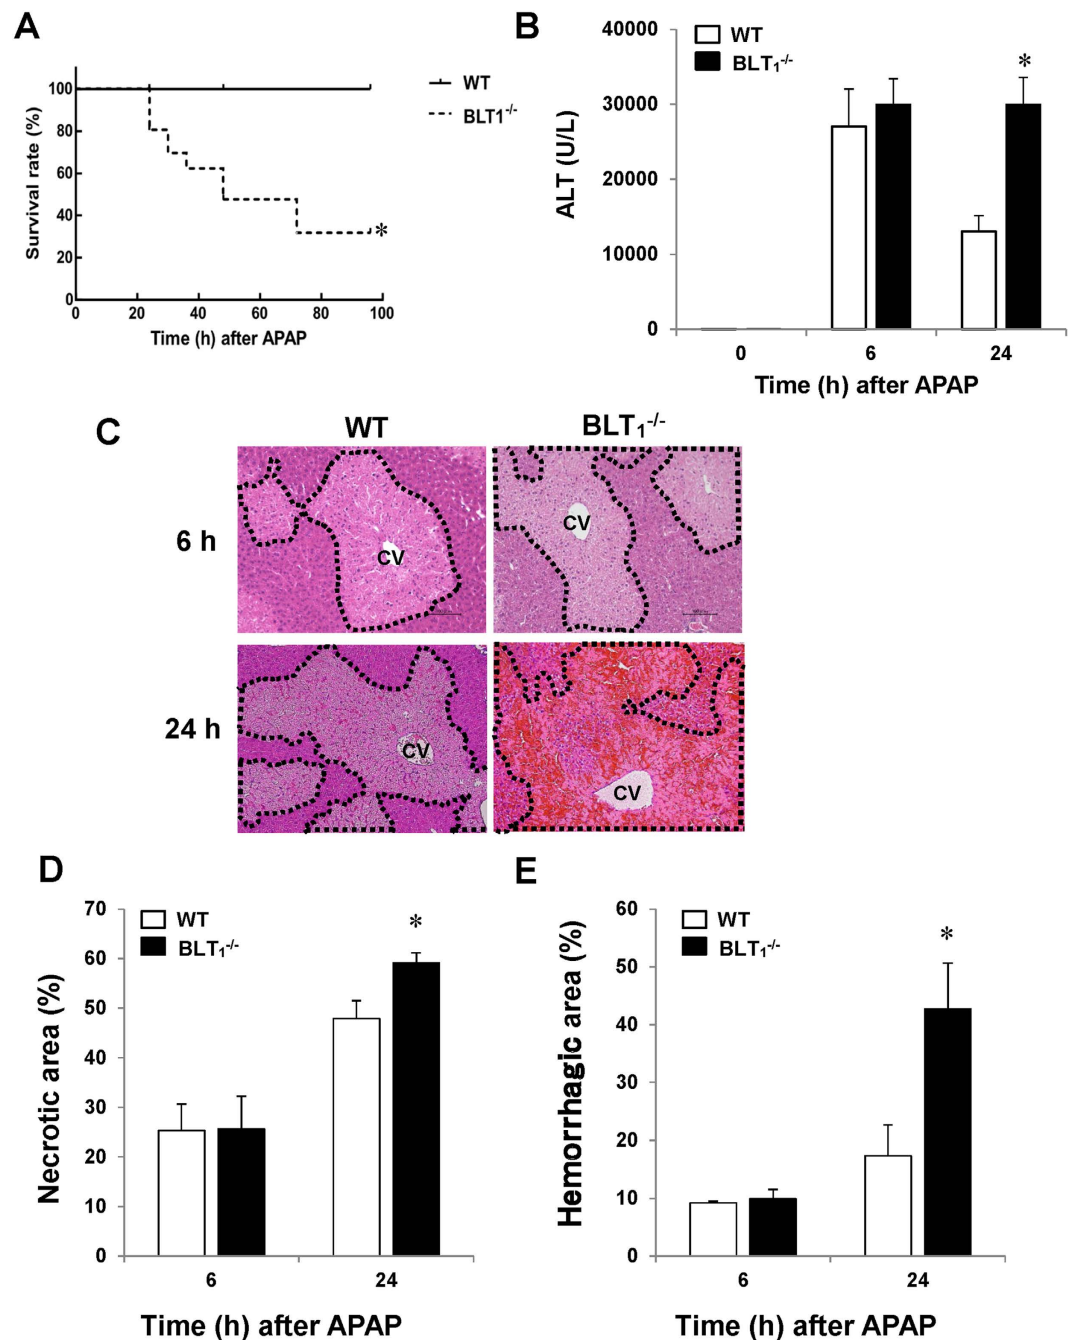 A
WT
BLT1-/-
Survival rate (%)
100
80
60
40
20
0
0 20 40 60 80 100
Time (h) after APAP
*
B
WT
BLT₁-/-
ALT (U/L)
40000
30000
20000
10000
0
*
0 6 24
Time (h) after APAP
C
WT BLT₁-/-
6 h
CV
CV
24 h
CV
CV
D
WT
BLT₁-/-
Necrotic area (%)
70
60
50
40
30
20
10
0
*
6 24
Time (h) after APAP
E
WT
BLT₁-/-
Hemorrhagic area (%)
60
50
40
30
20
10
0
*
6 24
Time (h) after APAP